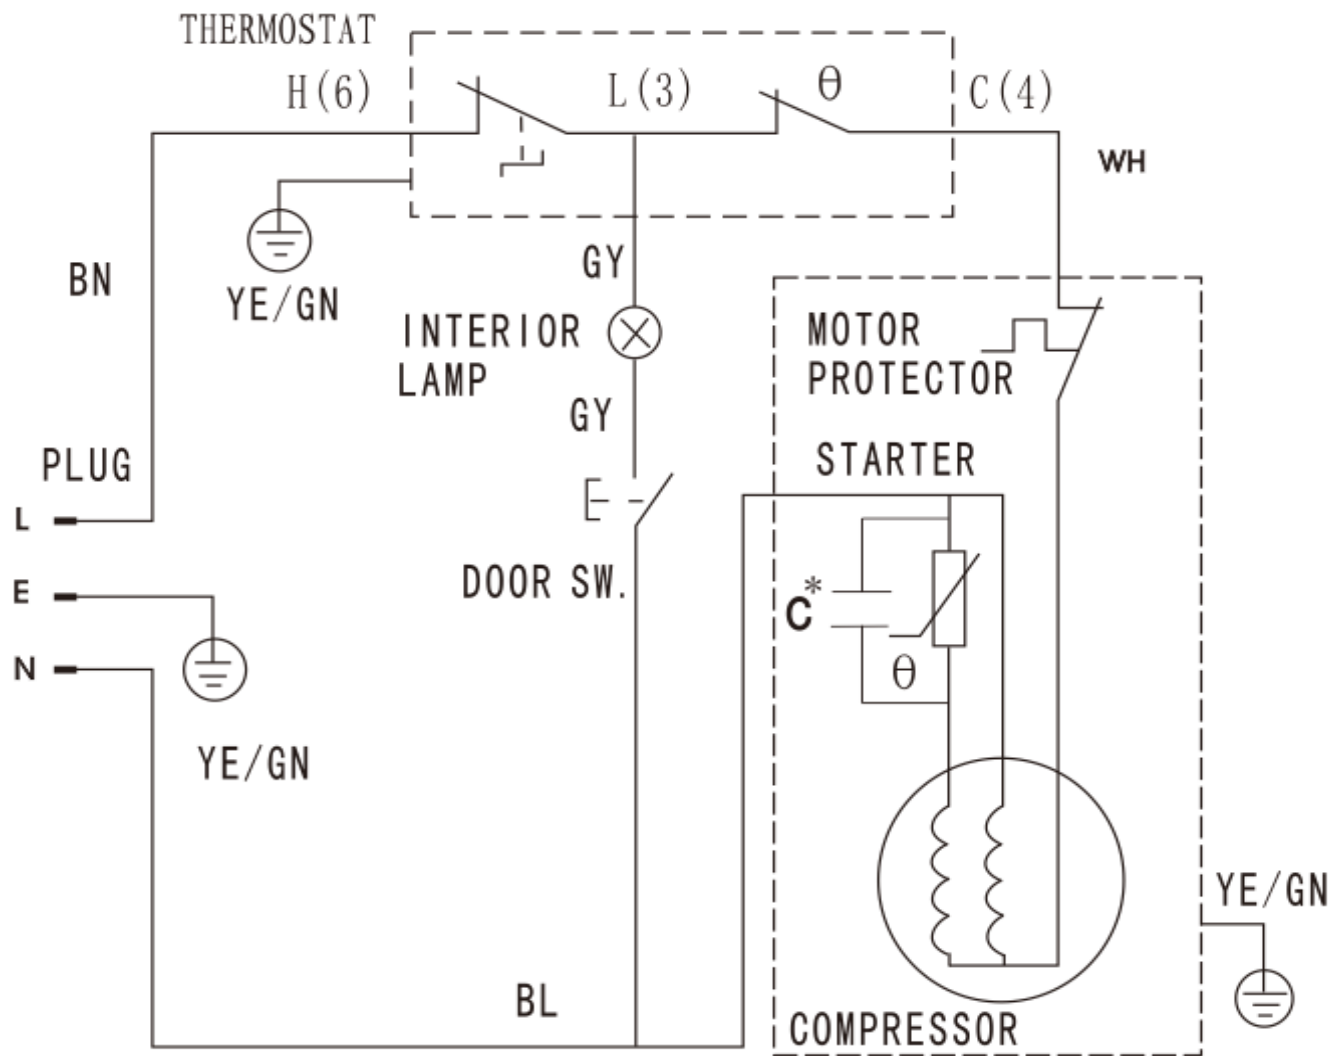 THERMOSTAT
H(6)
L(3)
θ
C(4)
WH
BN
YE/GN
GY
INTERIOR
LAMP
GY
MOTOR
PROTECTOR
PLUG
L
E
N
STARTER
DOOR SW.
C*
θ
YE/GN
YE/GN
BL
COMPRESSOR